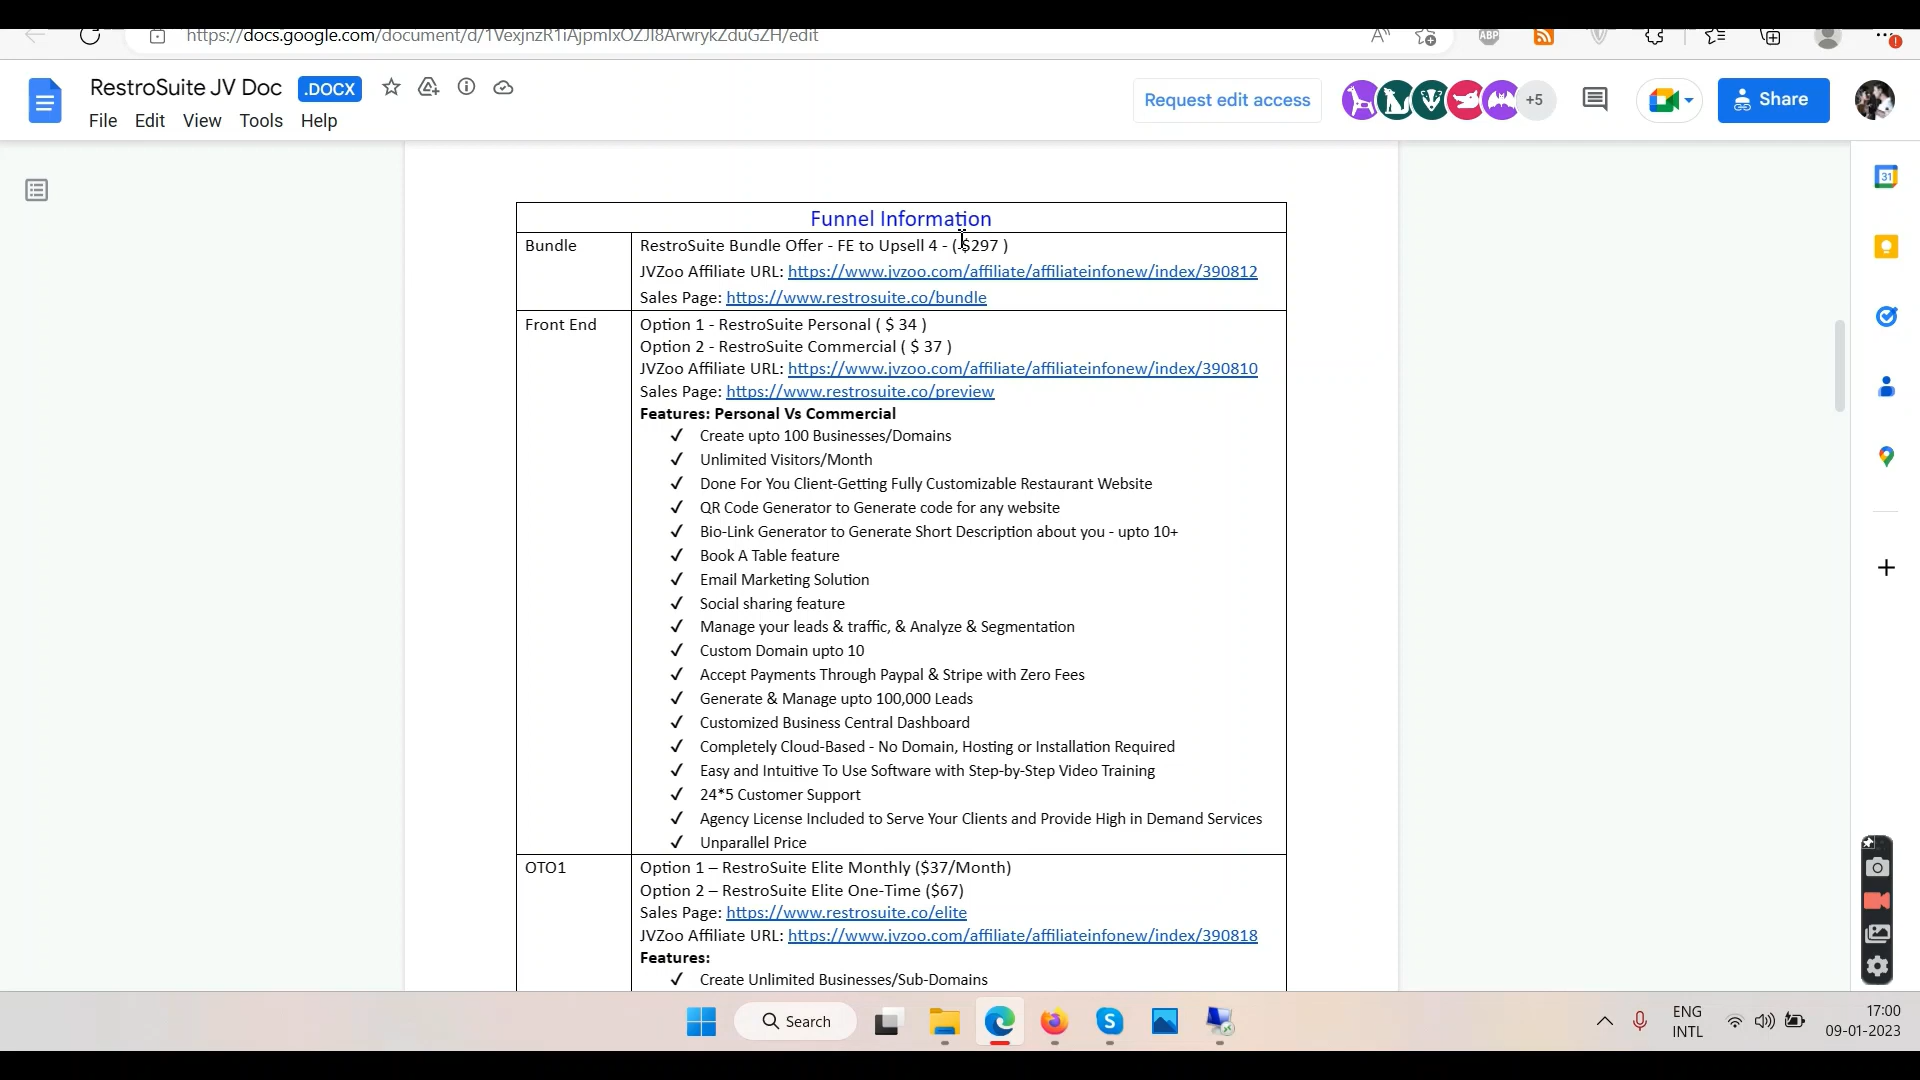 https://docs.google.com/document/d/1VexjnzR1iAjpmIxOZJI8ArwrykZduGZH/edit
RestroSuite JV Doc .DOCX
Request edit access
+5
Share
File Edit View Tools Help
Funnel Information
Bundle
RestroSuite Bundle Offer - FE to Upsell 4 - ( $297 )
JVZoo Affiliate URL: https://www.jvzoo.com/affiliate/affiliateinfonew/index/390812
Sales Page: https://www.restrosuite.co/bundle
Front End
Option 1 - RestroSuite Personal ( $ 34 )
Option 2 - RestroSuite Commercial ( $ 37 )
JVZoo Affiliate URL: https://www.jvzoo.com/affiliate/affiliateinfonew/index/390810
Sales Page: https://www.restrosuite.co/preview
Features: Personal Vs Commercial
✓ Create upto 100 Businesses/Domains
✓ Unlimited Visitors/Month
✓ Done For You Client-Getting Fully Customizable Restaurant Website
✓ QR Code Generator to Generate code for any website
✓ Bio-Link Generator to Generate Short Description about you - upto 10+
✓ Book A Table feature
✓ Email Marketing Solution
✓ Social sharing feature
✓ Manage your leads & traffic, & Analyze & Segmentation
✓ Custom Domain upto 10
✓ Accept Payments Through Paypal & Stripe with Zero Fees
✓ Generate & Manage upto 100,000 Leads
✓ Customized Business Central Dashboard
✓ Completely Cloud-Based - No Domain, Hosting or Installation Required
✓ Easy and Intuitive To Use Software with Step-by-Step Video Training
✓ 24*5 Customer Support
✓ Agency License Included to Serve Your Clients and Provide High in Demand Services
✓ Unparallel Price
OTO1
Option 1 – RestroSuite Elite Monthly ($37/Month)
Option 2 – RestroSuite Elite One-Time ($67)
Sales Page: https://www.restrosuite.co/elite
JVZoo Affiliate URL: https://www.jvzoo.com/affiliate/affiliateinfonew/index/390818
Features:
✓ Create Unlimited Businesses/Sub-Domains
ABP
31
Search
ENG
INTL
17:00
09-01-2023